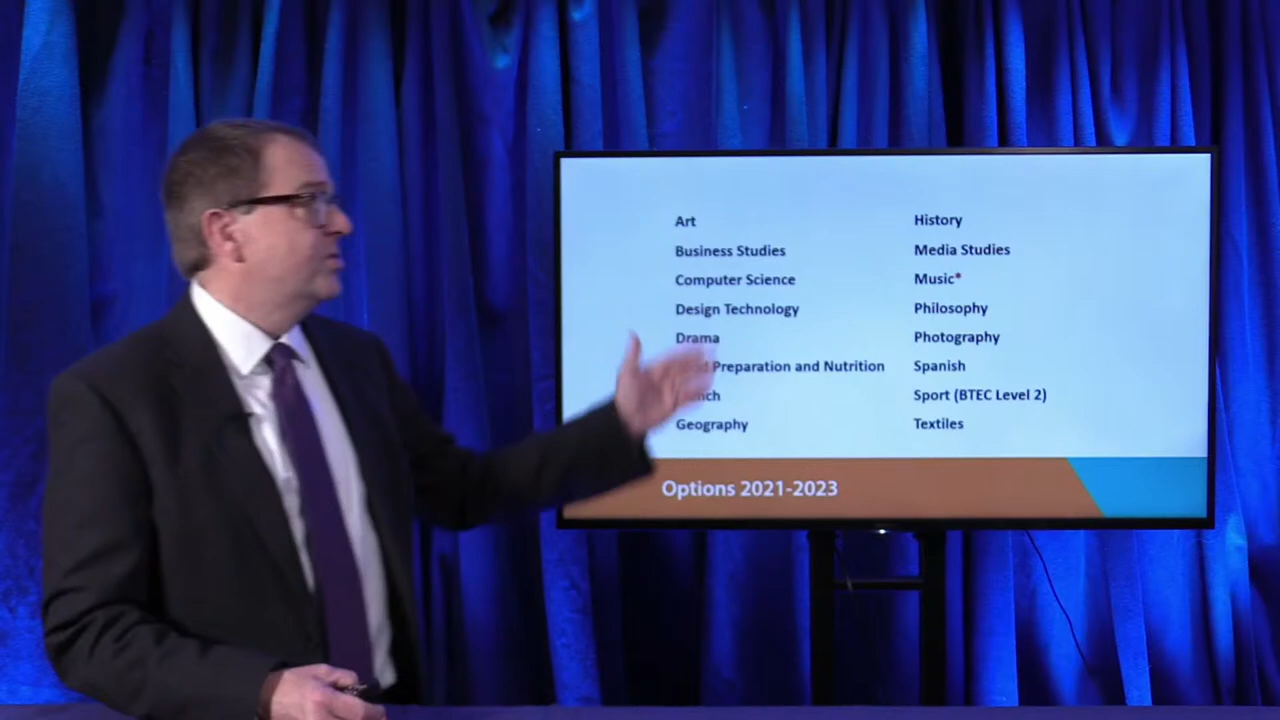 Art
Business Studies
Computer Science
Design Technology
Drama
Preparation and Nutrition
Geography
History
Media Studies
Music*
Philosophy
Photography
Spanish
Sport (BTEC Level 2)
Textiles
Options 2021-2023